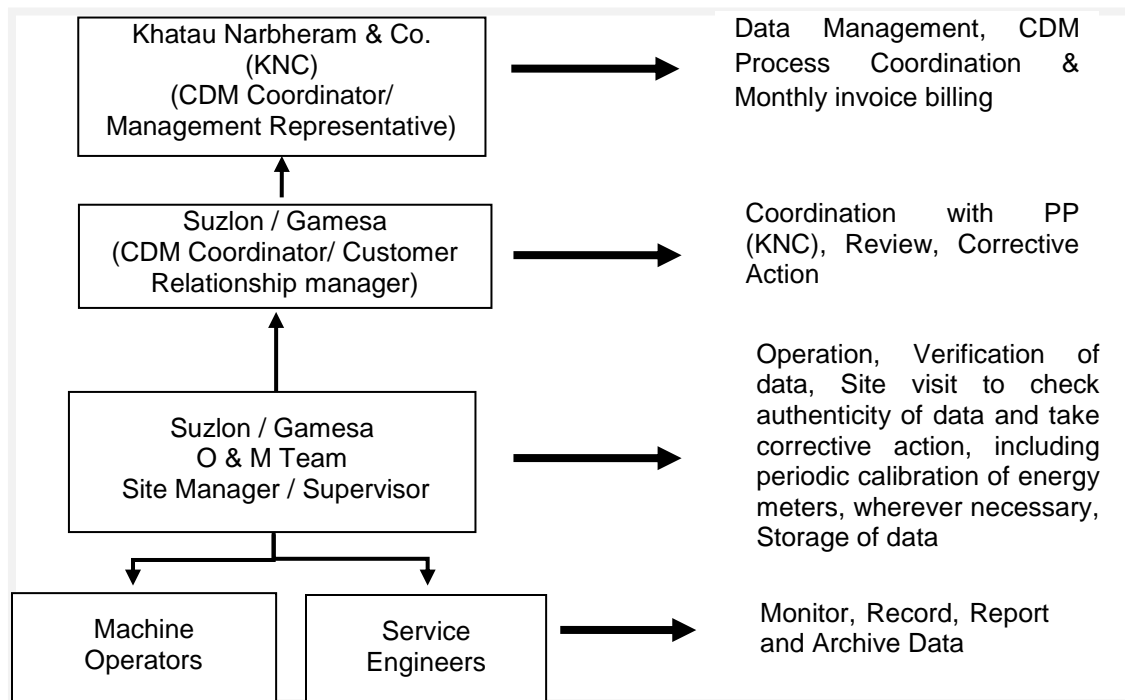 Khatau Narbheram & Co.
(KNC)
(CDM Coordinator/
Management Representative)
Data Management, CDM
Process Coordination &
Monthly invoice billing
Suzlon / Gamesa
(CDM Coordinator/ Customer
Relationship manager)
Coordination with PP
(KNC), Review, Corrective
Action
Suzlon / Gamesa
O & M Team
Site Manager / Supervisor
Operation, Verification of
data, Site visit to check
authenticity of data and take
corrective action, including
periodic calibration of energy
meters, wherever necessary,
Storage of data
Machine
Operators
Service
Engineers
Monitor, Record, Report
and Archive Data